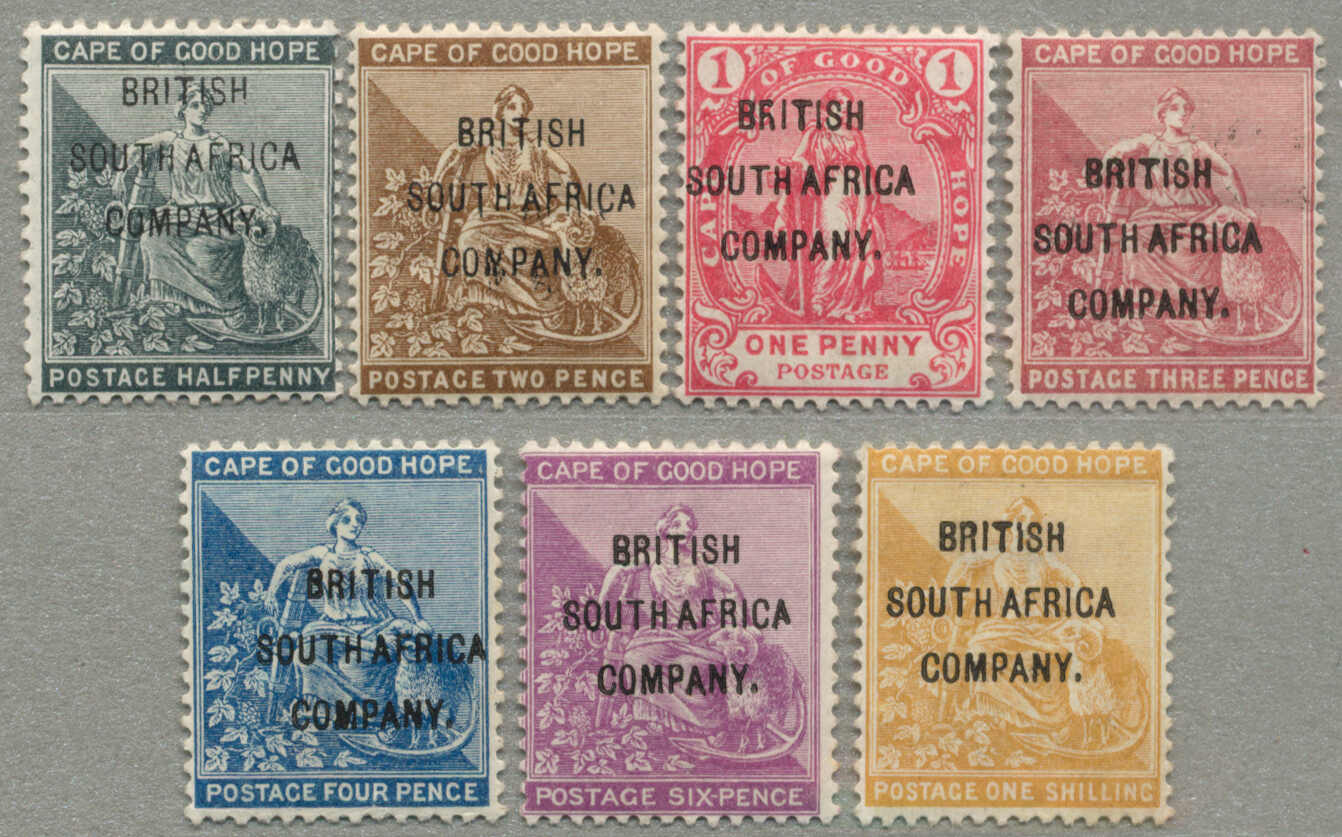 CAPE OF GOOD HOPE
BRITISH
SOUTH AFRICA
COMPANY.
POSTAGE HALFPENNY
CAPE OF GOOD HOPE
BRITISH
SOUTH AFRICA
COMPANY.
POSTAGE TWO PENCE
1 1
CAPE OF GOOD HOPE
BRITISH
SOUTH AFRICA
COMPANY.
ONE PENNY
POSTAGE
CAPE OF GOOD HOPE
BRITISH
SOUTH AFRICA
COMPANY.
POSTAGE THREE PENCE
CAPE OF GOOD HOPE
BRITISH
SOUTH AFRICA
COMPANY.
POSTAGE FOUR PENCE
CAPE OF GOOD HOPE
BRITISH
SOUTH AFRICA
COMPANY.
POSTAGE SIX-PENCE
CAPE OF GOOD HOPE
BRITISH
SOUTH AFRICA
COMPANY.
POSTAGE ONE SHILLING